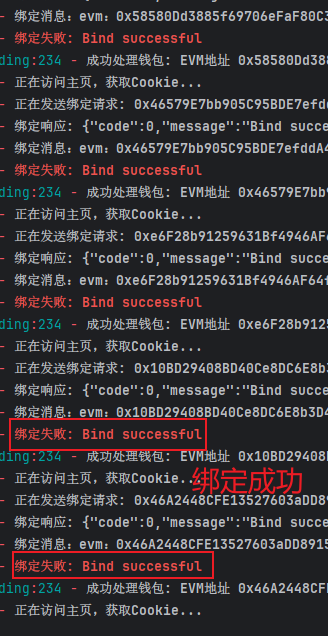 - 绑定消息：evm：0x58580Dd3885f69706eFaF80C3
- 绑定失败: Bind successful
ding:234 - 成功处理钱包: EVM地址 0x58580Dd38
- 正在访问主页，获取Cookie...
- 正在发送绑定请求: 0x46579E7bb905C95BDE7efdd
- 绑定响应: {"code":0,"message":"Bind succ
- 绑定消息：evm：0x46579E7bb905C95BDE7efddA4
- 绑定失败: Bind successful
ding:234 - 成功处理钱包: EVM地址 0x46579E7bb9
- 正在访问主页，获取Cookie...
- 正在发送绑定请求: 0xe6F28b91259631Bf4946AF6
- 绑定响应: {"code":0,"message":"Bind succ
- 绑定消息：evm：0xe6F28b91259631Bf4946AF64f
- 绑定失败: Bind successful
ding:234 - 成功处理钱包: EVM地址 0xe6F28b9125
- 正在访问主页，获取Cookie...
- 正在发送绑定请求: 0x10BD29408BD40Ce8DC6E8b3
- 绑定响应: {"code":0,"message":"Bind succ
- 绑定消息：evm：0x10BD29408BD40Ce8DC6E8b3D4
- 绑定失败: Bind successful
ding:234 - 成功处理钱包: EVM地址 0x10BD29408B
- 正在访问主页，获取Cookie...
绑定成功
- 正在发送绑定请求: 0x46A2448CFE13527603aDD89
- 绑定响应: {"code":0,"message":"Bind succ
- 绑定消息：evm：0x46A2448CFE13527603aDD8915
- 绑定失败: Bind successful
ding:234 - 成功处理钱包: EVM地址 0x46A2448CFE
- 正在访问主页，获取Cookie...